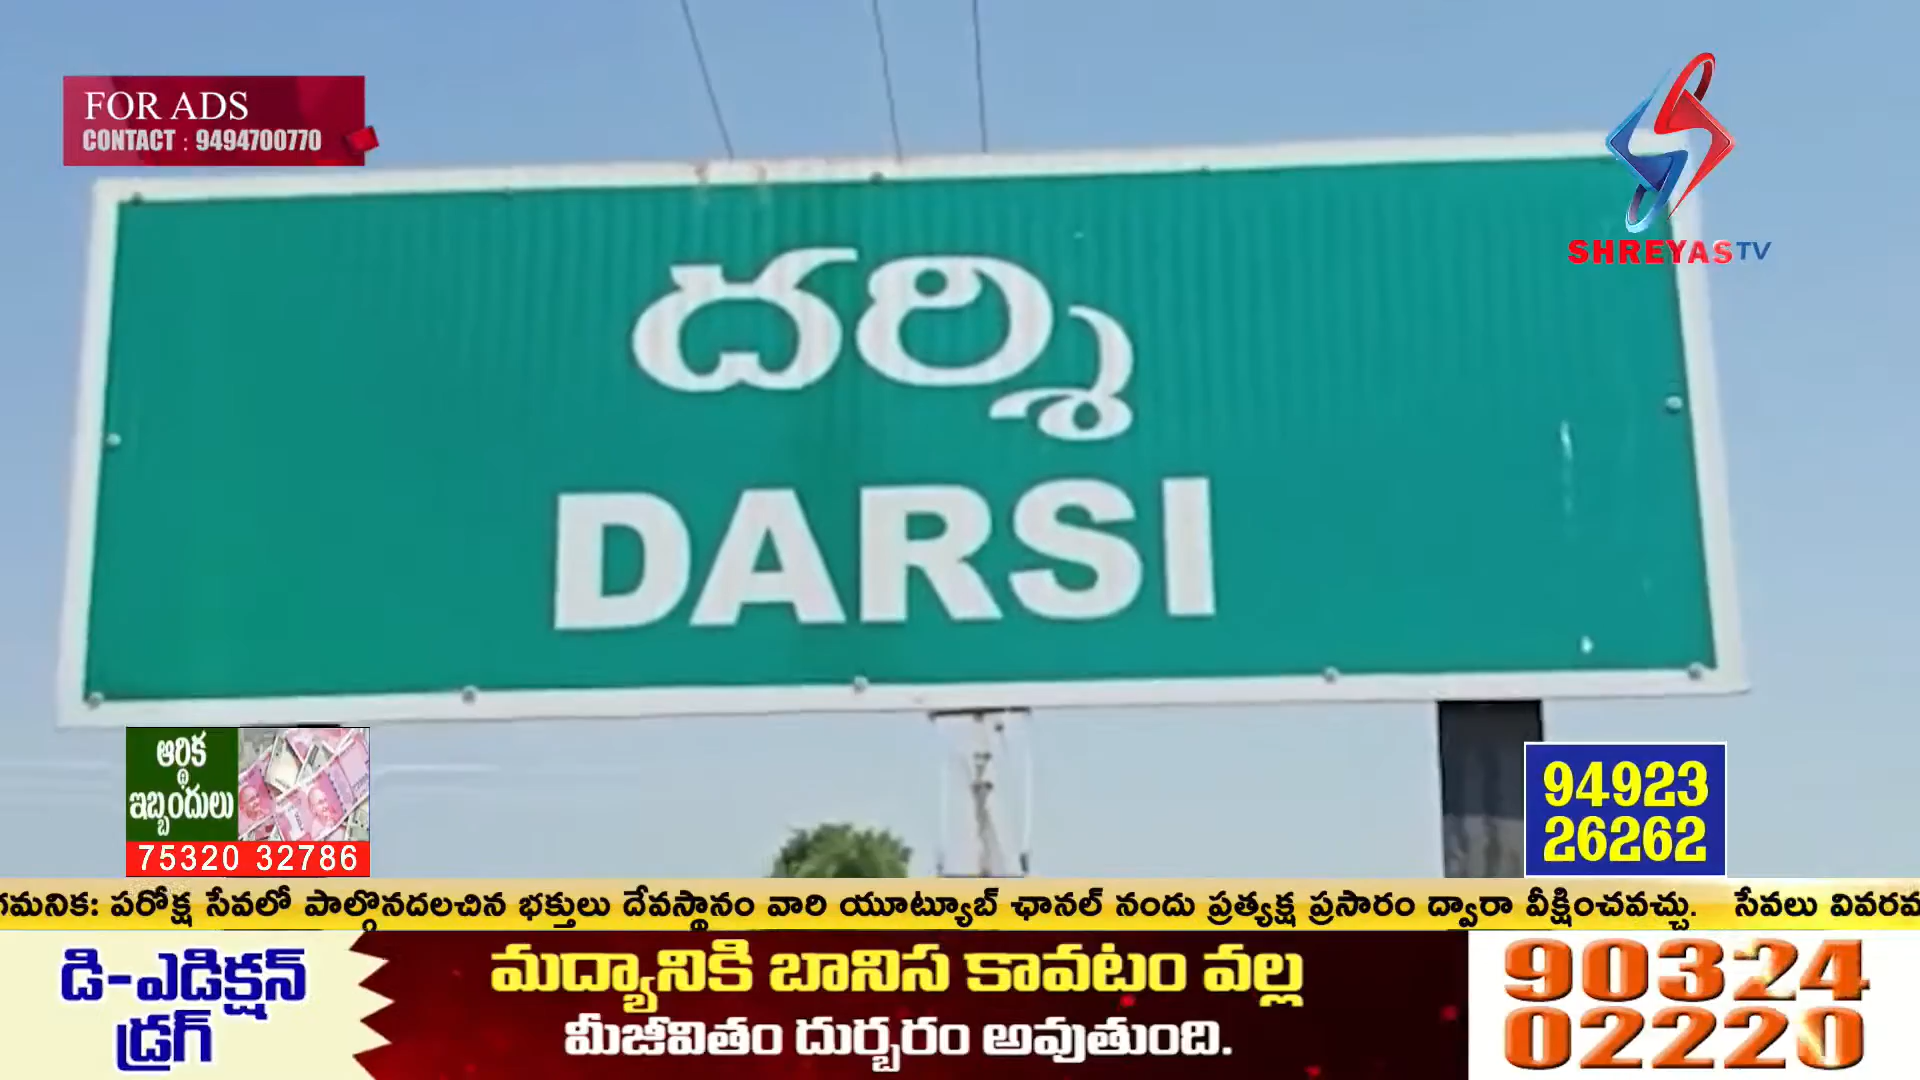 FOR ADS
CONTACT : 9494700770
SHREYAS TV
దర్శి
DARSI
ఆర్థిక
ఇబ్బందులు
75320 32786
94923
26262
గమనిక: పరోక్ష సేవలో పాల్గొనదలచిన భక్తులు దేవస్థానం వారి యూట్యూబ్ ఛానల్ నందు ప్రత్యక్ష ప్రసారం ద్వారా వీక్షించవచ్చు. సేవలు
డి-ఎడిక్షన్
డ్రగ్
మద్యానికి బానిస కావటం వల్ల
మీజీవితం దుర్భరం అవుతుంది.
90324
02220